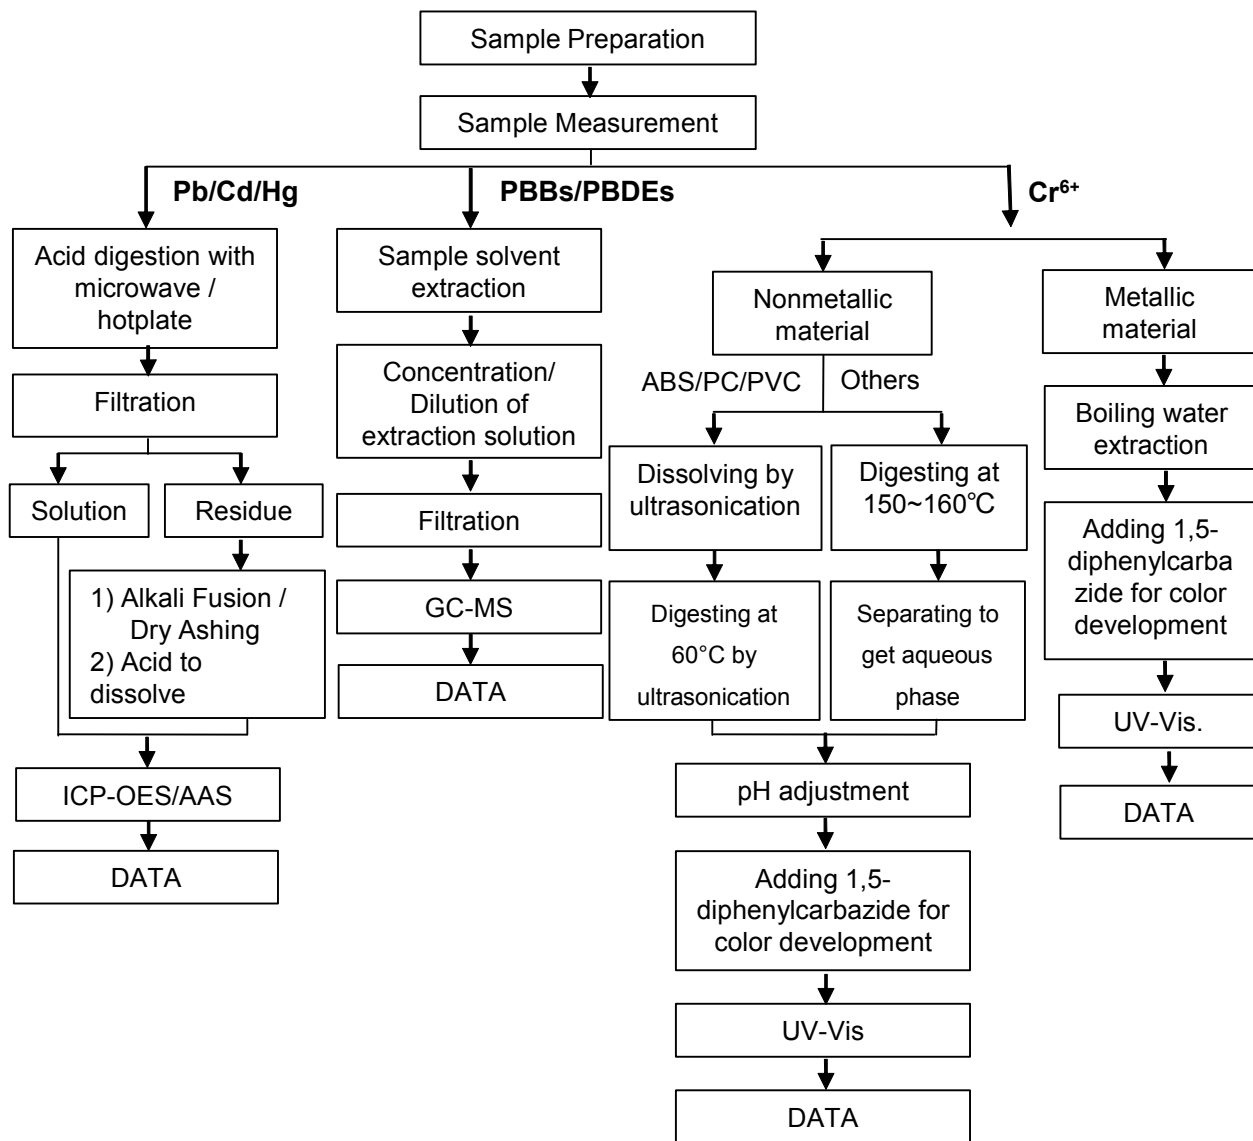 Sample Preparation
Sample Measurement
Pb/Cd/Hg
PBBs/PBDEs
Cr⁶⁺
Acid digestion with
microwave /
hotplate
Filtration
Solution
Residue
1) Alkali Fusion /
Dry Ashing
2) Acid to
dissolve
ICP-OES/AAS
DATA
Sample solvent
extraction
Concentration/
Dilution of
extraction solution
Filtration
GC-MS
DATA
Nonmetallic
material
ABS/PC/PVC
Others
Dissolving by
ultrasonication
Digesting at
60°C by
ultrasonication
Digesting at
150~160℃
Separating to
get aqueous
phase
pH adjustment
Adding 1,5-
diphenylcarbazide for
color development
UV-Vis
DATA
Metallic
material
Boiling water
extraction
Adding 1,5-
diphenylcarba
zide for color
development
UV-Vis.
DATA